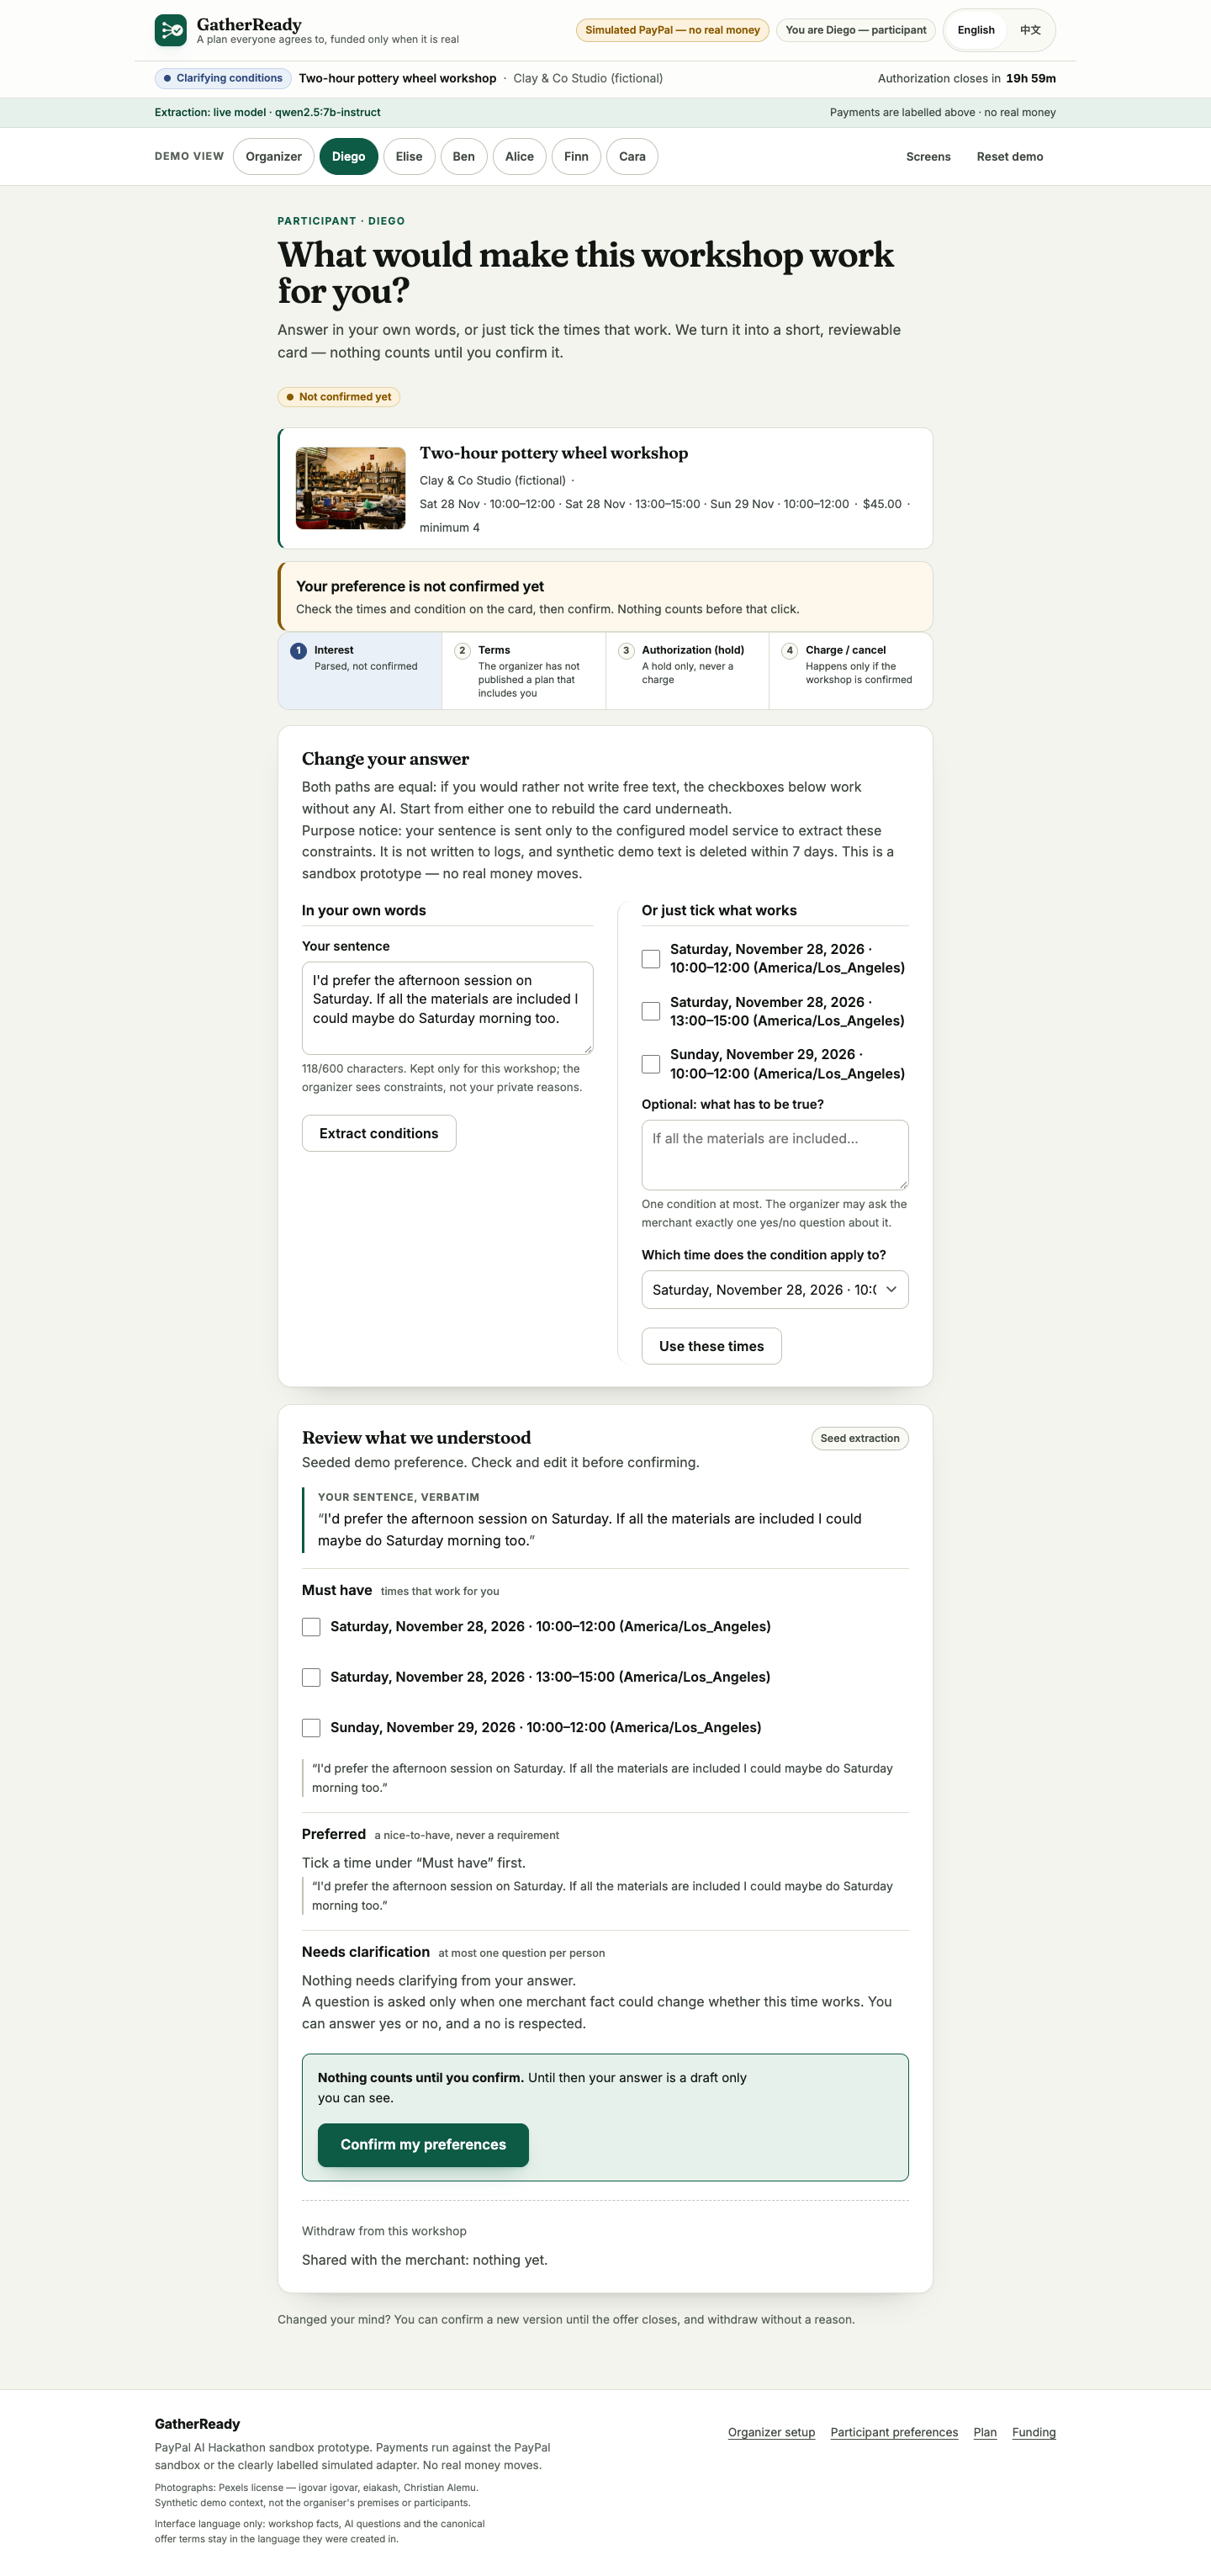 GatherReady
A plan everyone agrees to, funded only when it is real
Simulated PayPal — no real money
You are Diego — participant
English
中文
Clarifying conditions
Two-hour pottery wheel workshop · Clay & Co Studio (fictional)
Authorization closes in 19h 59m
Extraction: live model · qwen2.5:7b-instruct
Payments are labelled above · no real money
DEMO VIEW
Organizer
Diego
Elise
Ben
Alice
Finn
Cara
Screens
Reset demo
PARTICIPANT · DIEGO
What would make this workshop work
for you?
Answer in your own words, or just tick the times that work. We turn it into a short, reviewable
card — nothing counts until you confirm it.
Not confirmed yet
Two-hour pottery wheel workshop
Clay & Co Studio (fictional) ·
Sat 28 Nov · 10:00–12:00 · Sat 28 Nov · 13:00–15:00 · Sun 29 Nov · 10:00–12:00 · $45.00 ·
minimum 4
Your preference is not confirmed yet
Check the times and condition on the card, then confirm. Nothing counts before that click.
1
Interest
Parsed, not confirmed
2
Terms
The organizer has not
published a plan that
includes you
3
Authorization (hold)
A hold only, never a
charge
4
Charge / cancel
Happens only if the
workshop is confirmed
Change your answer
Both paths are equal: if you would rather not write free text, the checkboxes below work
without any AI. Start from either one to rebuild the card underneath.
Purpose notice: your sentence is sent only to the configured model service to extract these
constraints. It is not written to logs, and synthetic demo text is deleted within 7 days. This is a
sandbox prototype — no real money moves.
In your own words
Your sentence
I'd prefer the afternoon session on
Saturday. If all the materials are included I
could maybe do Saturday morning too.
118/600 characters. Kept only for this workshop; the
organizer sees constraints, not your private reasons.
Extract conditions
Or just tick what works
Saturday, November 28, 2026 ·
10:00–12:00 (America/Los_Angeles)
Saturday, November 28, 2026 ·
13:00–15:00 (America/Los_Angeles)
Sunday, November 29, 2026 ·
10:00–12:00 (America/Los_Angeles)
Optional: what has to be true?
If all the materials are included…
One condition at most. The organizer may ask the
merchant exactly one yes/no question about it.
Which time does the condition apply to?
Saturday, November 28, 2026 · 10:0
Use these times
Review what we understood
Seed extraction
Seeded demo preference. Check and edit it before confirming.
YOUR SENTENCE, VERBATIM
“I'd prefer the afternoon session on Saturday. If all the materials are included I could
maybe do Saturday morning too.”
Must have times that work for you
Saturday, November 28, 2026 · 10:00–12:00 (America/Los_Angeles)
Saturday, November 28, 2026 · 13:00–15:00 (America/Los_Angeles)
Sunday, November 29, 2026 · 10:00–12:00 (America/Los_Angeles)
“I'd prefer the afternoon session on Saturday. If all the materials are included I could maybe do Saturday
morning too.”
Preferred a nice-to-have, never a requirement
Tick a time under “Must have” first.
“I'd prefer the afternoon session on Saturday. If all the materials are included I could maybe do Saturday
morning too.”
Needs clarification at most one question per person
Nothing needs clarifying from your answer.
A question is asked only when one merchant fact could change whether this time works. You
can answer yes or no, and a no is respected.
Nothing counts until you confirm. Until then your answer is a draft only
you can see.
Confirm my preferences
Withdraw from this workshop
Shared with the merchant: nothing yet.
Changed your mind? You can confirm a new version until the offer closes, and withdraw without a reason.
GatherReady
PayPal AI Hackathon sandbox prototype. Payments run against the PayPal
sandbox or the clearly labelled simulated adapter. No real money moves.
Photographs: Pexels license — igovar igovar, eiakash, Christian Alemu.
Synthetic demo context, not the organiser's premises or participants.
Interface language only: workshop facts, AI questions and the canonical
offer terms stay in the language they were created in.
Organizer setup
Participant preferences
Plan
Funding